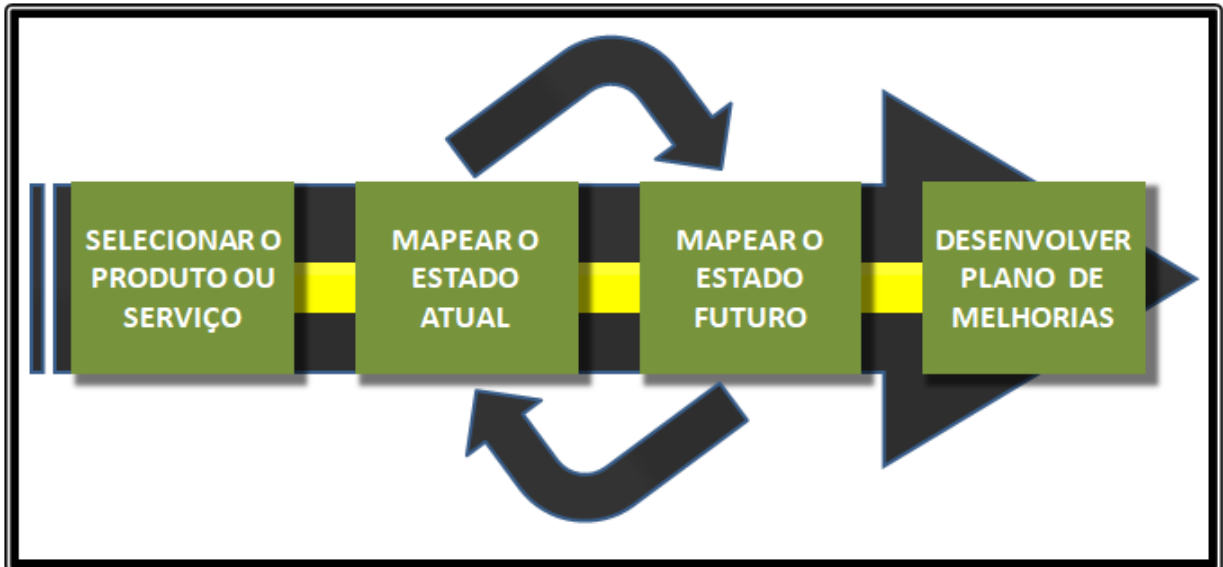 SELECIONAR O
PRODUTO OU
SERVIÇO
MAPEAR O
ESTADO
ATUAL
MAPEAR O
ESTADO
FUTURO
DESENVOLVER
PLANO DE
MELHORIAS